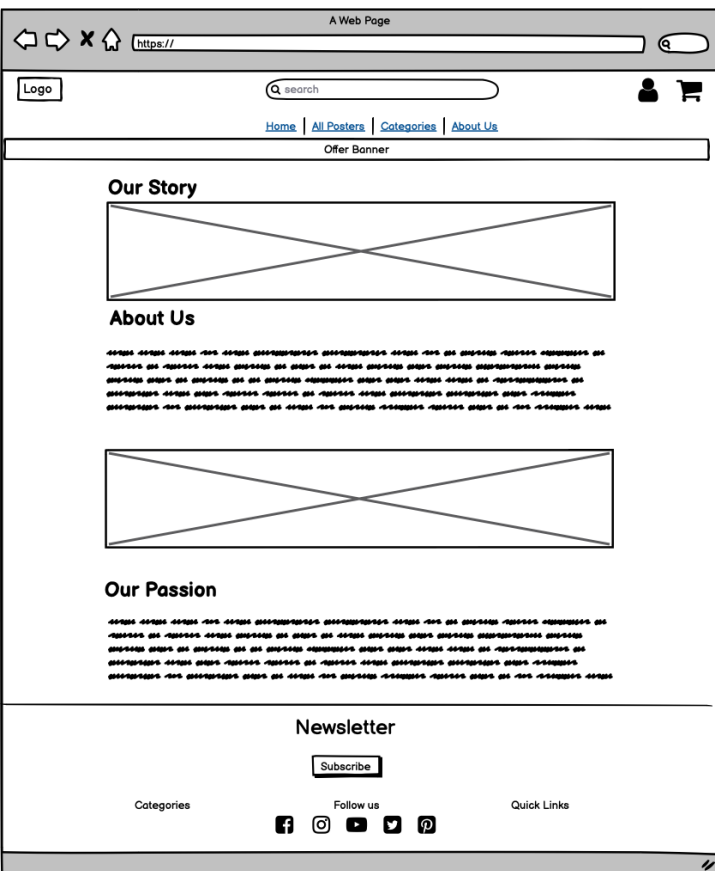 A Web Page
https://
Logo
search
Home All Posters Categories About Us
Offer Banner
Our Story
About Us
Our Passion
Newsletter
Subscribe
Categories Follow us Quick Links